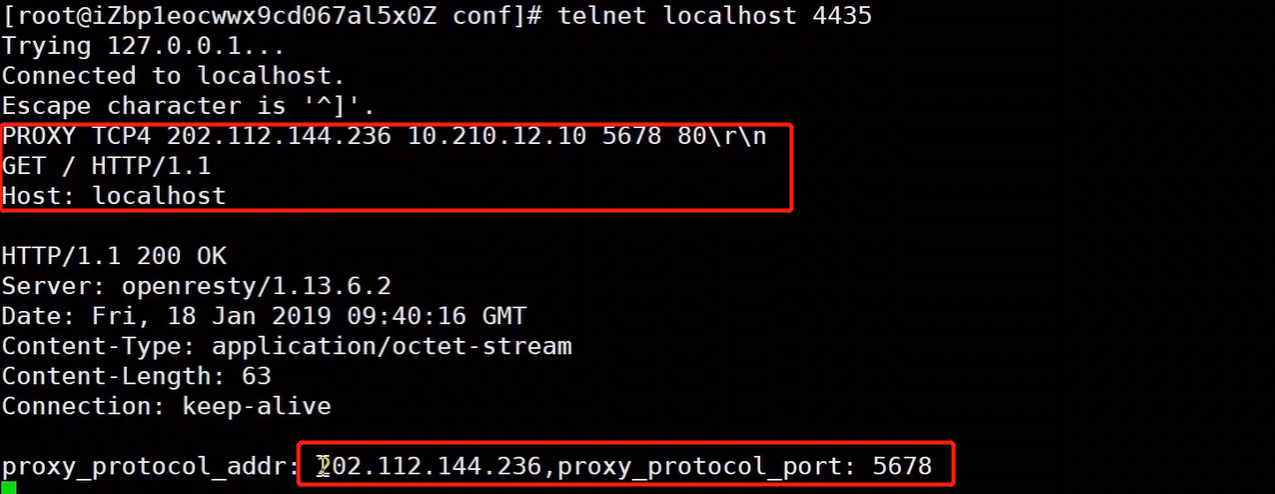 [root@iZbp1eocwwx9cd067al5x0Z conf]# telnet localhost 4435
Trying 127.0.0.1...
Connected to localhost.
Escape character is '^]'.
PROXY TCP4 202.112.144.236 10.210.12.10 5678 80\r\n
GET / HTTP/1.1
Host: localhost
HTTP/1.1 200 OK
Server: openresty/1.13.6.2
Date: Fri, 18 Jan 2019 09:40:16 GMT
Content-Type: application/octet-stream
Content-Length: 63
Connection: keep-alive
proxy_protocol_addr: 202.112.144.236,proxy_protocol_port: 5678